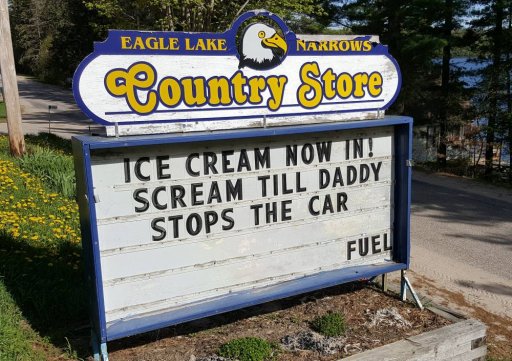 EAGLE LAKE NARROWS
Country Store
ICE CREAM NOW IN!
SCREAM TILL DADDY
STOPS THE CAR
FUEL